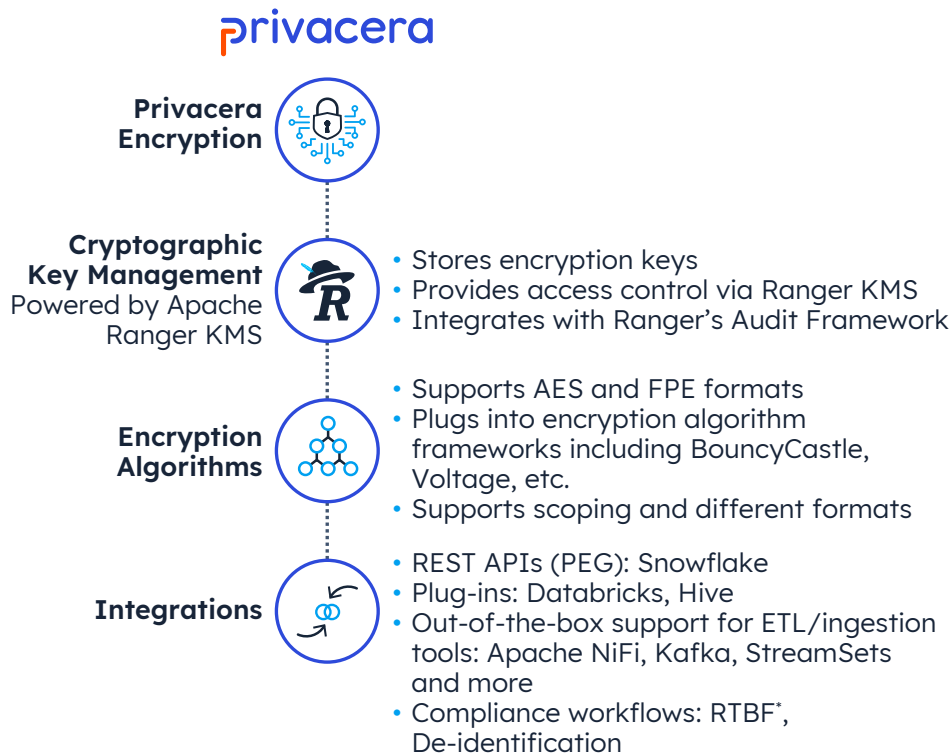 privacera
Privacera
Encryption
Cryptographic
Key Management
Powered by Apache
Ranger KMS
R
• Stores encryption keys
• Provides access control via Ranger KMS
• Integrates with Ranger’s Audit Framework
Encryption
Algorithms
• Supports AES and FPE formats
• Plugs into encryption algorithm
frameworks including BouncyCastle,
Voltage, etc.
• Supports scoping and different formats
Integrations
• REST APIs (PEG): Snowflake
• Plug-ins: Databricks, Hive
• Out-of-the-box support for ETL/ingestion
tools: Apache NiFi, Kafka, StreamSets
and more
• Compliance workflows: RTBF*,
De-identification